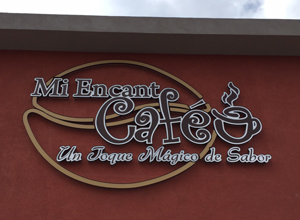 Mi Encant
Café
Un Toque Mágico de Sabor